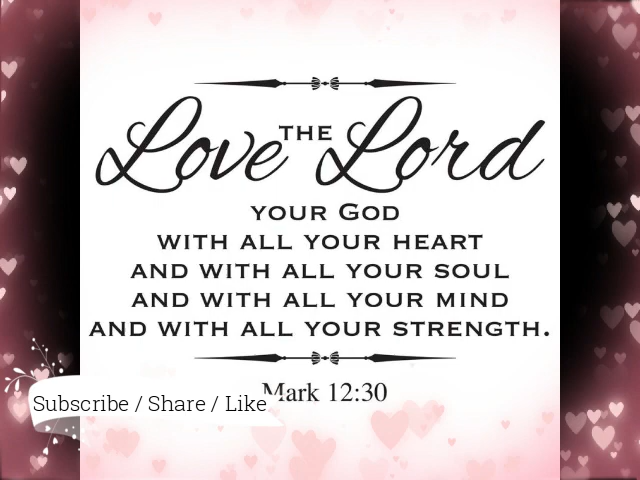 Love the Lord
your God
with all your heart
and with all your soul
and with all your mind
and with all your strength.
Mark 12:30
Subscribe / Share / Like